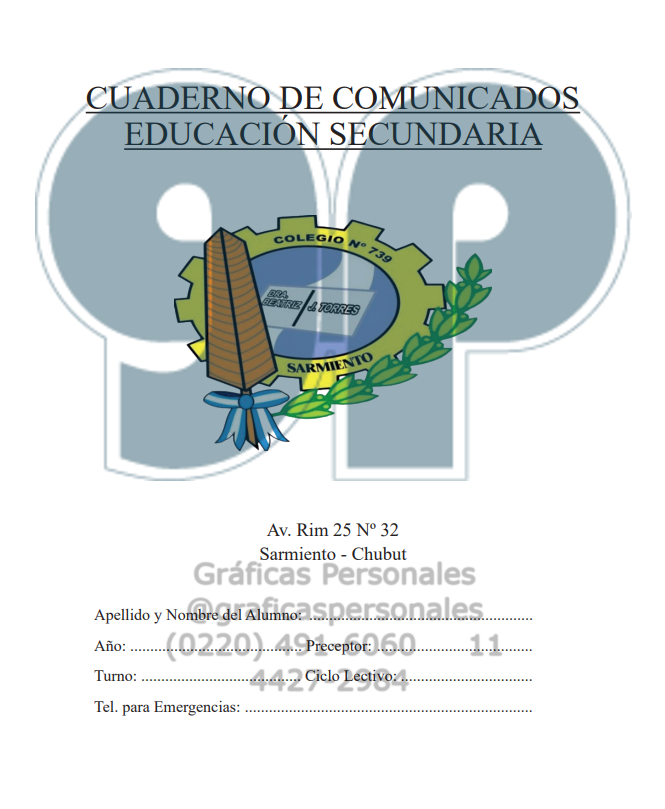 CUADERNO DE COMUNICADOS
EDUCACIÓN SECUNDARIA
COLEGIO Nº 739
DRA.
BEATRIZ J. TORRES
SARMIENTO
Av. Rim 25 Nº 32
Sarmiento - Chubut
Gráficas Personales
@graficaspersonales
Apellido y Nombre del Alumno: ........................................................
(0220) 491-6060 11
Año: ........................................... Preceptor: .......................................
4427-2984
Turno: ........................................ Ciclo Lectivo: .................................
Tel. para Emergencias: ........................................................................